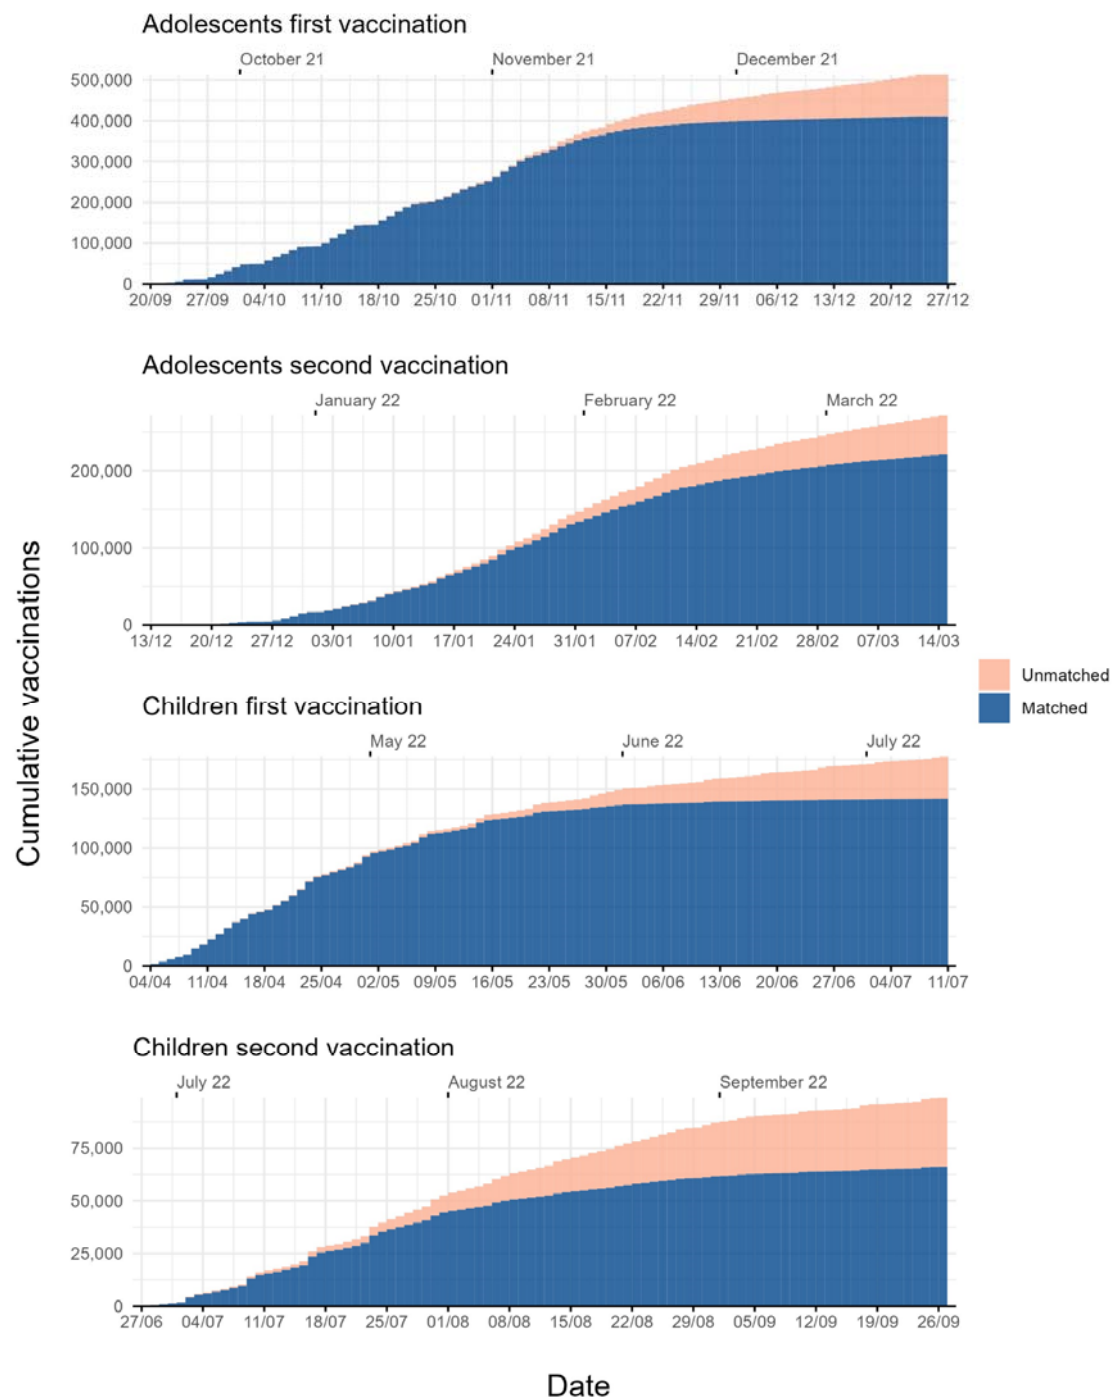 Adolescents first vaccination
October 21 November 21 December 21
500,000
400,000
300,000
200,000
100,000
0
20/09 27/09 04/10 11/10 18/10 25/10 01/11 08/11 15/11 22/11 29/11 06/12 13/12 20/12 27/12
Adolescents second vaccination
January 22 February 22 March 22
200,000
100,000
0
13/12 20/12 27/12 03/01 10/01 17/01 24/01 31/01 07/02 14/02 21/02 28/02 07/03 14/03
Cumulative vaccinations
Unmatched
Matched
Children first vaccination
May 22 June 22 July 22
150,000
100,000
50,000
0
04/04 11/04 18/04 25/04 02/05 09/05 16/05 23/05 30/05 06/06 13/06 20/06 27/06 04/07 11/07
Children second vaccination
July 22 August 22 September 22
75,000
50,000
25,000
0
27/06 04/07 11/07 18/07 25/07 01/08 08/08 15/08 22/08 29/08 05/09 12/09 19/09 26/09
Date